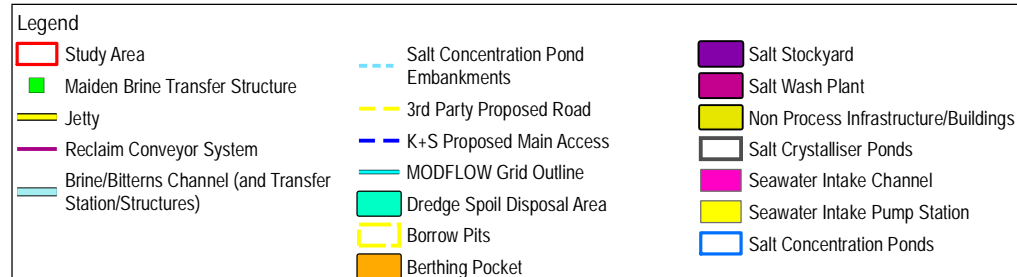 Legend
Study Area
Maiden Brine Transfer Structure
Jetty
Reclaim Conveyor System
Brine/Bitterns Channel (and Transfer
Station/Structures)
Salt Concentration Pond
Embankments
3rd Party Proposed Road
K+S Proposed Main Access
MODFLOW Grid Outline
Dredge Spoil Disposal Area
Borrow Pits
Berthing Pocket
Salt Stockyard
Salt Wash Plant
Non Process Infrastructure/Buildings
Salt Crystalliser Ponds
Seawater Intake Channel
Seawater Intake Pump Station
Salt Concentration Ponds